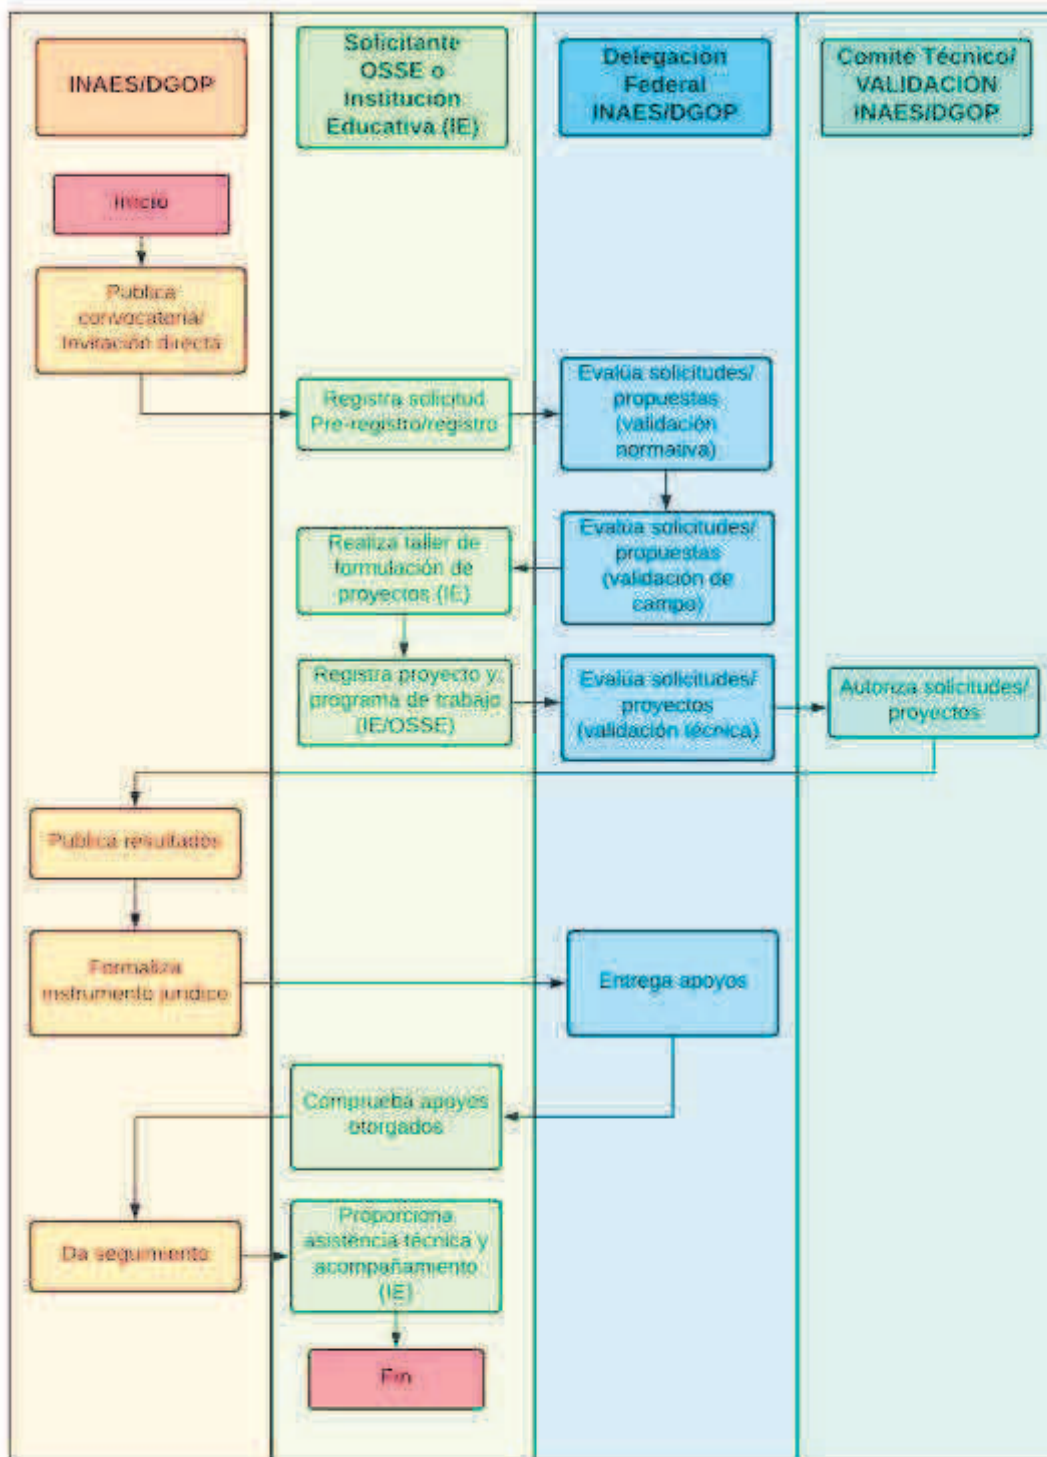 INAES/DGOP
Solicitante
OSSE o
Institución
Educativa (IE)
Delegación
Federal
INAES/DGOP
Comité Técnico/
VALIDACION
INAES/DGOP
Inicio
Publica
convocatoria/
Invitación directa
Registra solicitud
Pre-registro/registro
Evalúa solicitudes/
propuestas
(validación
normativa)
Evalúa solicitudes/
propuestas
(validación de
campo)
Realiza taller de
formulación de
proyectos (IE)
Registra proyecto y
programa de trabajo
(IE/OSSE)
Evalúa solicitudes/
proyectos
(validación técnica)
Autoriza solicitudes/
proyectos
Publica resultados
Formaliza
instrumento jurídico
Entrega apoyos
Comprueba apoyos
otorgados
Da seguimiento
Proporciona
asistencia técnica y
acompañamiento
(IE)
Fin